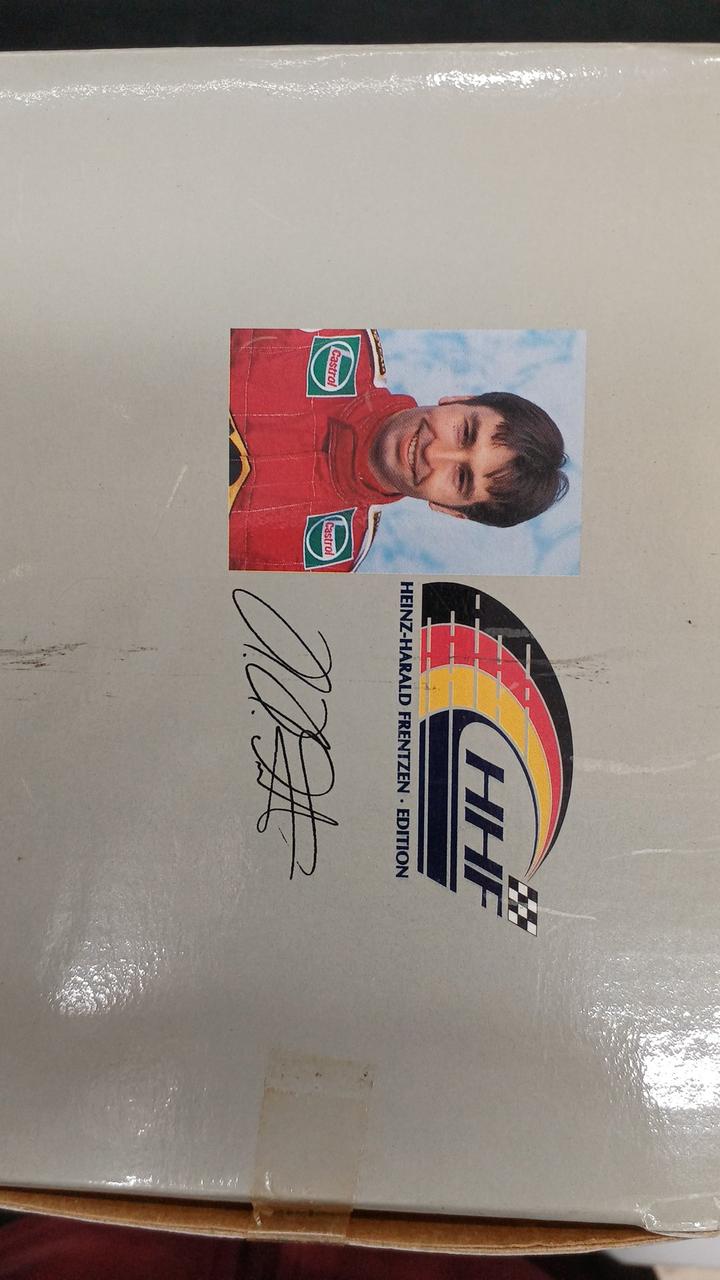 Castrol
Castrol
HHF
HEINZ-HARALD FRENTZEN · EDITION